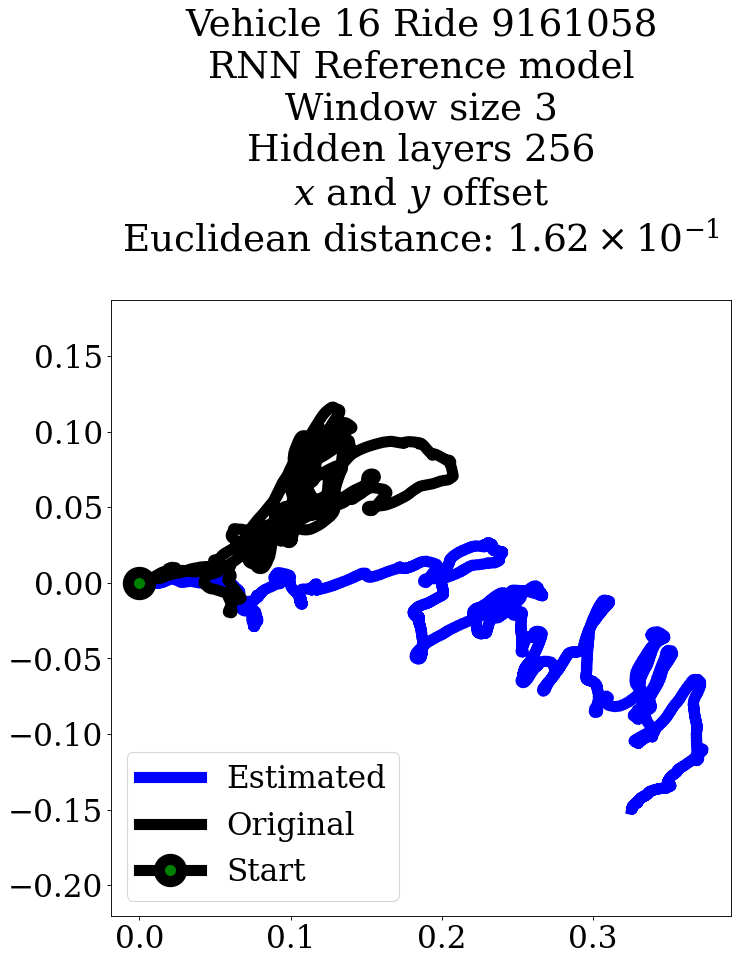 Vehicle 16 Ride 9161058
RNN Reference model
Window size 3
Hidden layers 256
x and y offset
Euclidean distance: 1.62 × 10⁻¹
0.15
0.10
0.05
0.00
−0.05
−0.10
−0.15
−0.20
Estimated
Original
Start
0.0 0.1 0.2 0.3